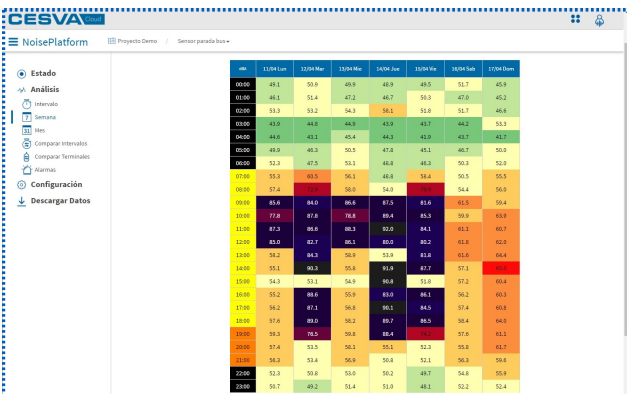 CESVA Cloud
NoisePlatform Proyecto Demo / Sensor parada bus
Estado
Análisis
Intervalo
7 Semana
31 Mes
Comparar Intervalos
Comparar Terminales
Alarmas
Configuración
Descargar Datos
dBA 11/04 Lun 12/04 Mar 13/04 Mie 14/04 Jue 15/04 Vie 16/04 Sab 17/04 Dom
00:00 49.1 50.9 49.9 48.9 49.5 51.7 45.9
01:00 46.1 51.4 47.2 46.7 50.3 47.0 45.2
02:00 53.3 53.2 54.3 58.1 51.8 51.7 46.6
03:00 43.9 44.8 44.9 43.9 43.7 44.2 53.3
04:00 44.6 43.1 45.4 44.3 41.9 43.7 41.7
05:00 49.9 46.3 50.5 47.8 45.1 46.7 50.0
06:00 52.3 47.5 53.1 48.8 46.3 50.3 52.0
07:00 55.3 60.5 56.1 48.8 58.4 50.5 55.5
08:00 57.4 58.0 54.0 54.4 56.0
09:00 85.6 84.0 86.6 87.5 81.6 61.5 59.4
10:00 77.8 87.8 78.8 89.4 85.3 59.9 63.9
11:00 87.3 86.6 88.3 92.0 84.1 61.1 60.7
12:00 85.0 82.7 86.1 80.0 80.2 61.8 62.0
13:00 58.2 84.3 58.9 53.9 81.8 61.6 64.4
14:00 55.1 90.3 55.8 91.9 87.7 57.1
15:00 54.3 53.1 54.9 90.8 51.8 57.2 60.4
16:00 55.2 88.6 55.9 83.0 86.1 56.2 60.3
17:00 56.2 87.1 56.8 90.1 84.5 57.4 60.8
18:00 57.6 89.0 58.2 89.7 86.5 58.4 64.0
19:00 59.3 76.5 59.8 88.4 57.6 61.1
20:00 57.4 53.5 58.1 55.1 52.3 55.8 61.7
21:00 56.3 53.4 56.9 50.8 52.1 56.3 59.6
22:00 52.3 50.8 53.0 50.2 49.7 54.8 55.9
23:00 50.7 49.2 51.4 51.0 48.1 52.2 52.4